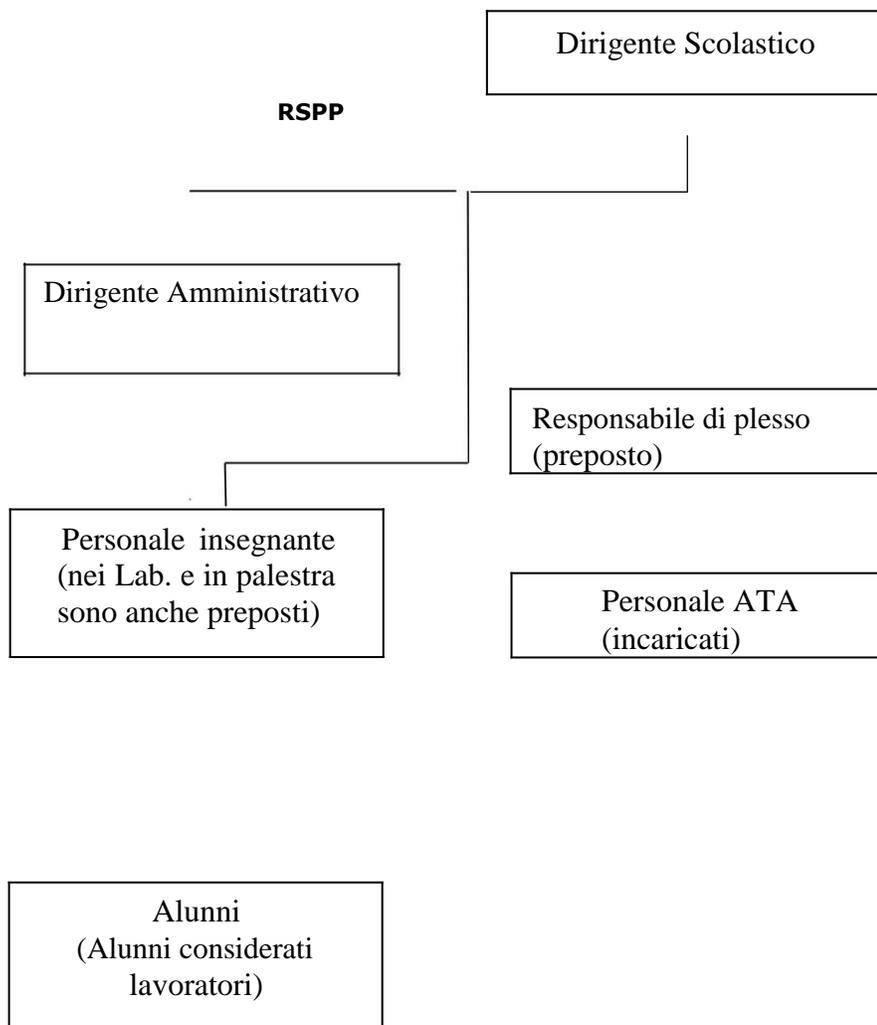 Dirigente Scolastico
RSPP
Dirigente Amministrativo
Responsabile di plesso
(preposto)
Personale insegnante
(nei Lab. e in palestra
sono anche preposti)
Personale ATA
(incaricati)
Alunni
(Alunni considerati
lavoratori)